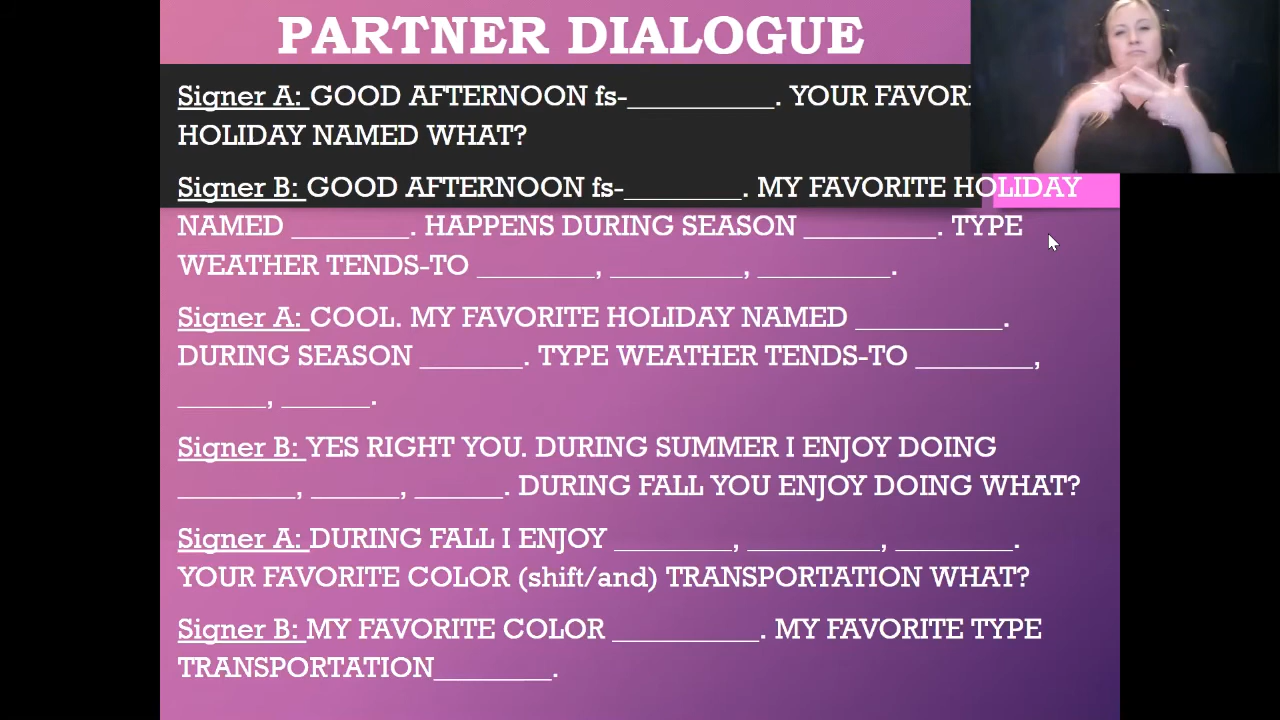 PARTNER DIALOGUE
Signer A: GOOD AFTERNOON fs-__________. YOUR
HOLIDAY NAMED WHAT?
Signer B: GOOD AFTERNOON fs-________. MY FAVORITE HOLIDAY
NAMED ________. HAPPENS DURING SEASON _________. TYPE
WEATHER TENDS-TO ________, _________, _________.
Signer A: COOL. MY FAVORITE HOLIDAY NAMED __________.
DURING SEASON _______. TYPE WEATHER TENDS-TO ________,
______, ______.
Signer B: YES RIGHT YOU. DURING SUMMER I ENJOY DOING
________, ______, ______. DURING FALL YOU ENJOY DOING WHAT?
Signer A: DURING FALL I ENJOY ________, _________, ________.
YOUR FAVORITE COLOR (shift/and) TRANSPORTATION WHAT?
Signer B: MY FAVORITE COLOR __________. MY FAVORITE TYPE
TRANSPORTATION________.